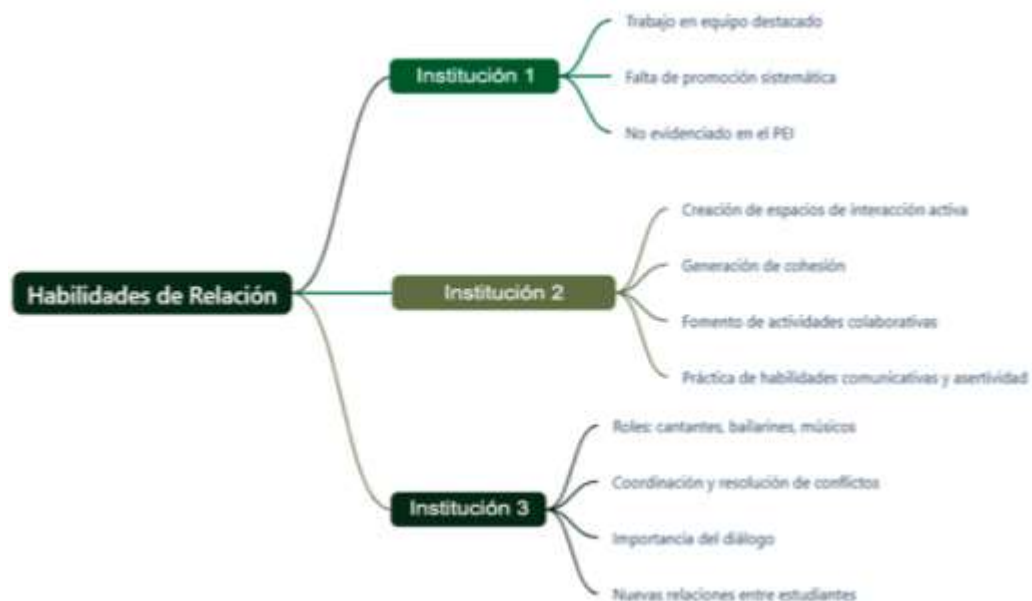 Habilidades de Relación
Institución 1
Trabajo en equipo destacado
Falta de promoción sistemática
No evidenciado en el PEI
Institución 2
Creación de espacios de interacción activa
Generación de cohesión
Fomento de actividades colaborativas
Práctica de habilidades comunicativas y asertividad
Institución 3
Roles: cantantes, bailarines, músicos
Coordinación y resolución de conflictos
Importancia del diálogo
Nuevas relaciones entre estudiantes